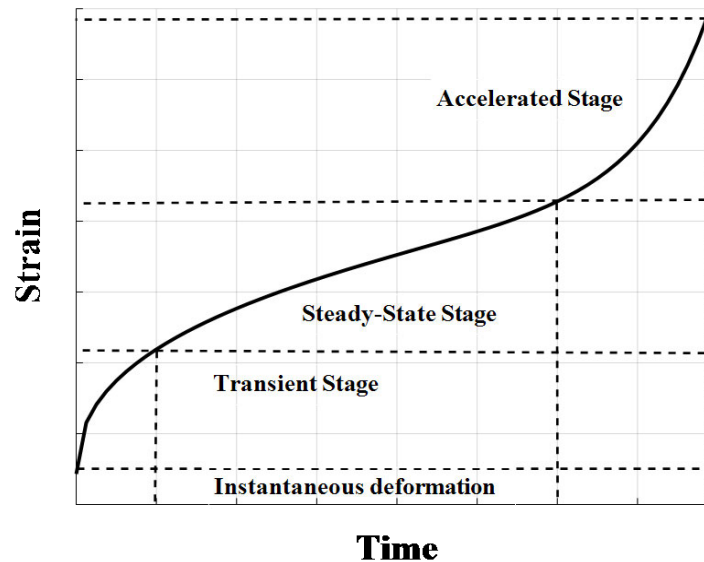 Accelerated Stage
Strain
Steady-State Stage
Transient Stage
Instantaneous deformation
Time